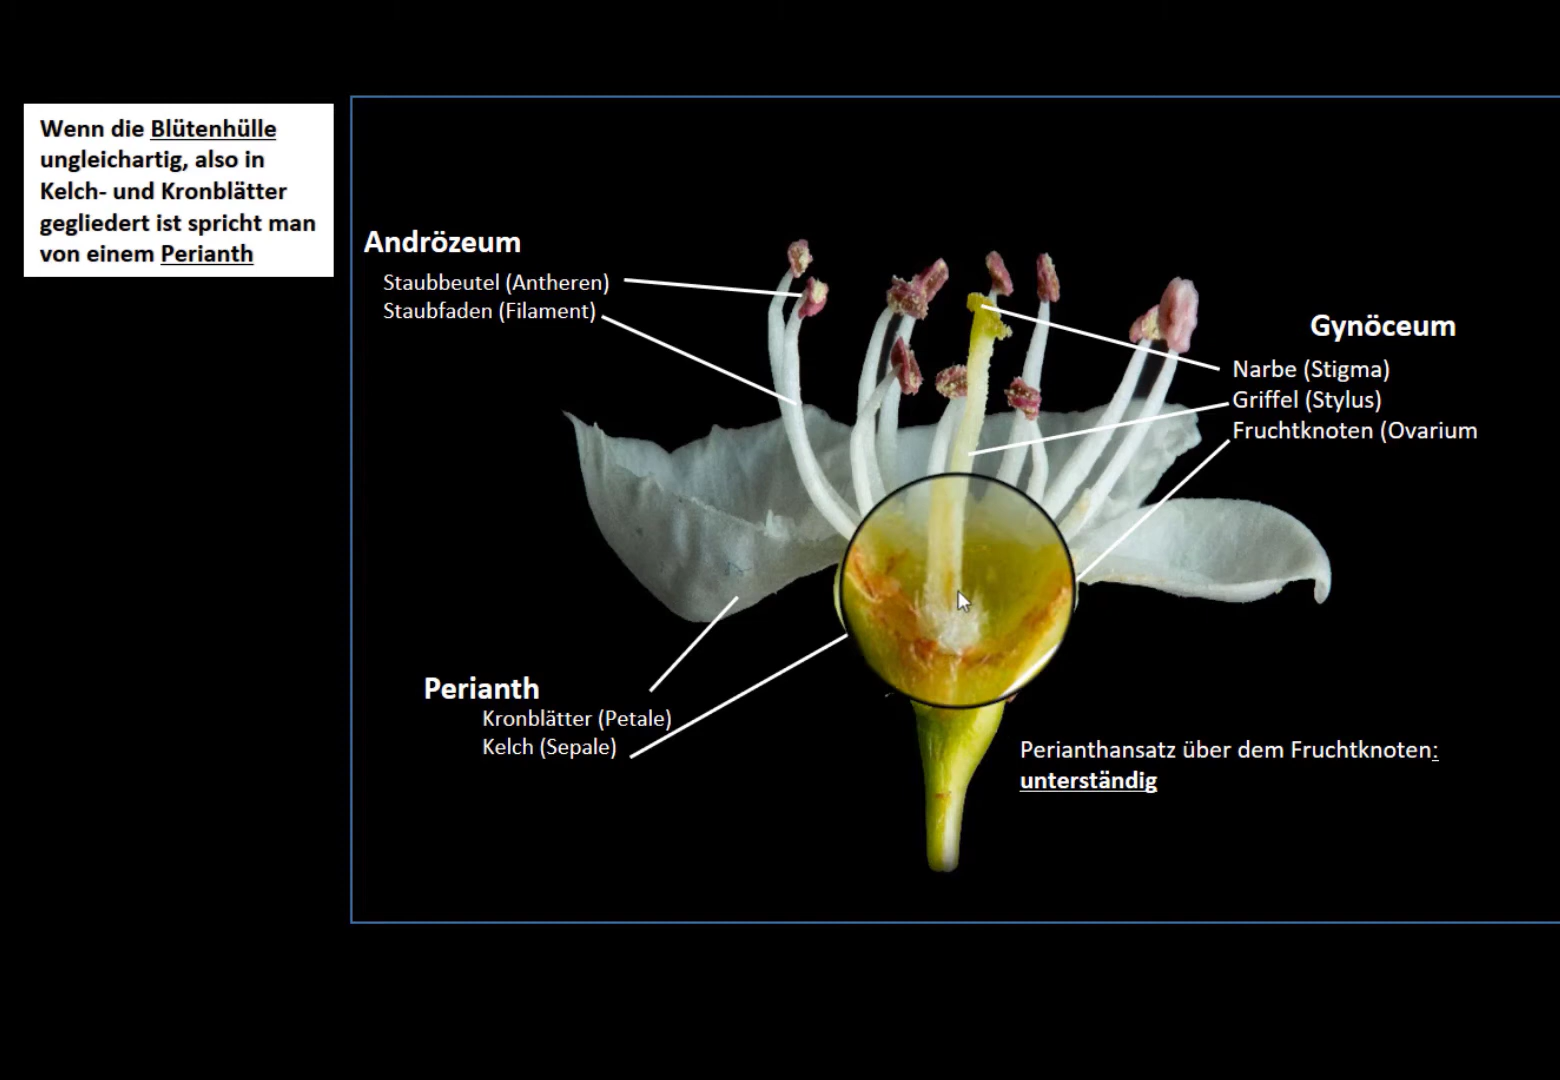 Wenn die Blütenhülle
ungleichartig, also in
Kelch- und Kronblätter
gegliedert ist spricht man
von einem Perianth
Andrözeum
Staubbeutel (Antheren)
Staubfaden (Filament)
Gynöceum
Narbe (Stigma)
Griffel (Stylus)
Fruchtknoten (Ovarium
Perianth
Kronblätter (Petale)
Kelch (Sepale)
Perianthansatz über dem Fruchtknoten:
unterständig